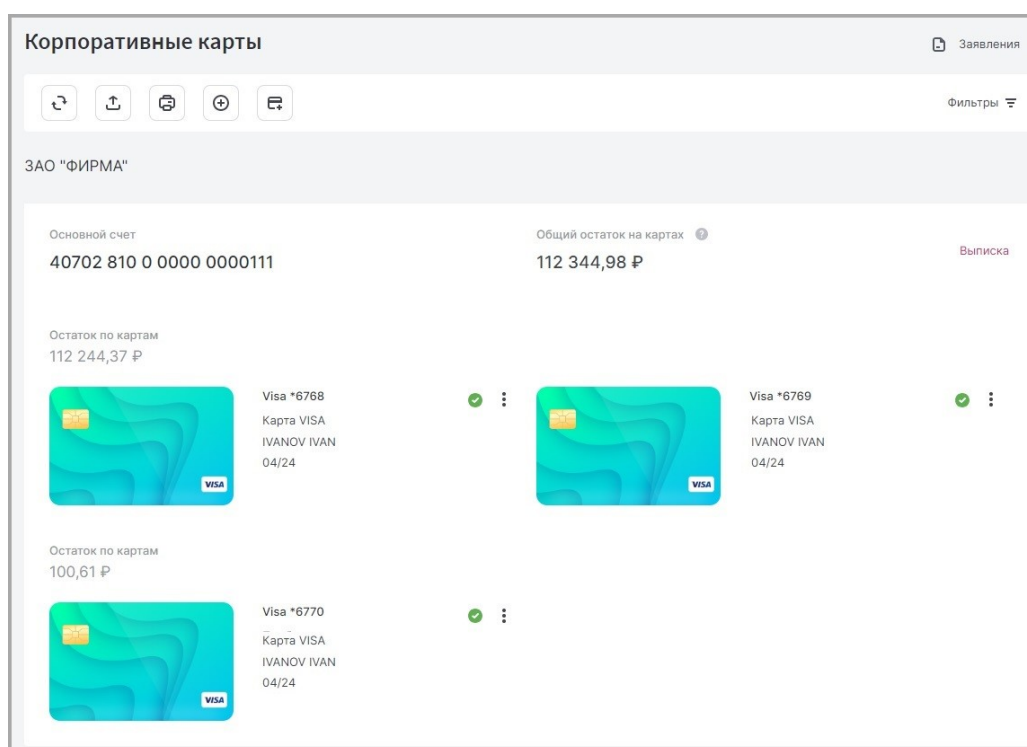 Корпоративные карты
Заявления
Фильтры
ЗАО "ФИРМА"
Основной счет
Общий остаток на картах ?
40702 810 0 0000 0000111
112 344,98 ₽
Выписка
Остаток по картам
112 244,37 ₽
Visa *6768
Карта VISA
IVANOV IVAN
04/24
VISA
Visa *6769
Карта VISA
IVANOV IVAN
04/24
VISA
Остаток по картам
100,61 ₽
Visa *6770
Карта VISA
IVANOV IVAN
04/24
VISA